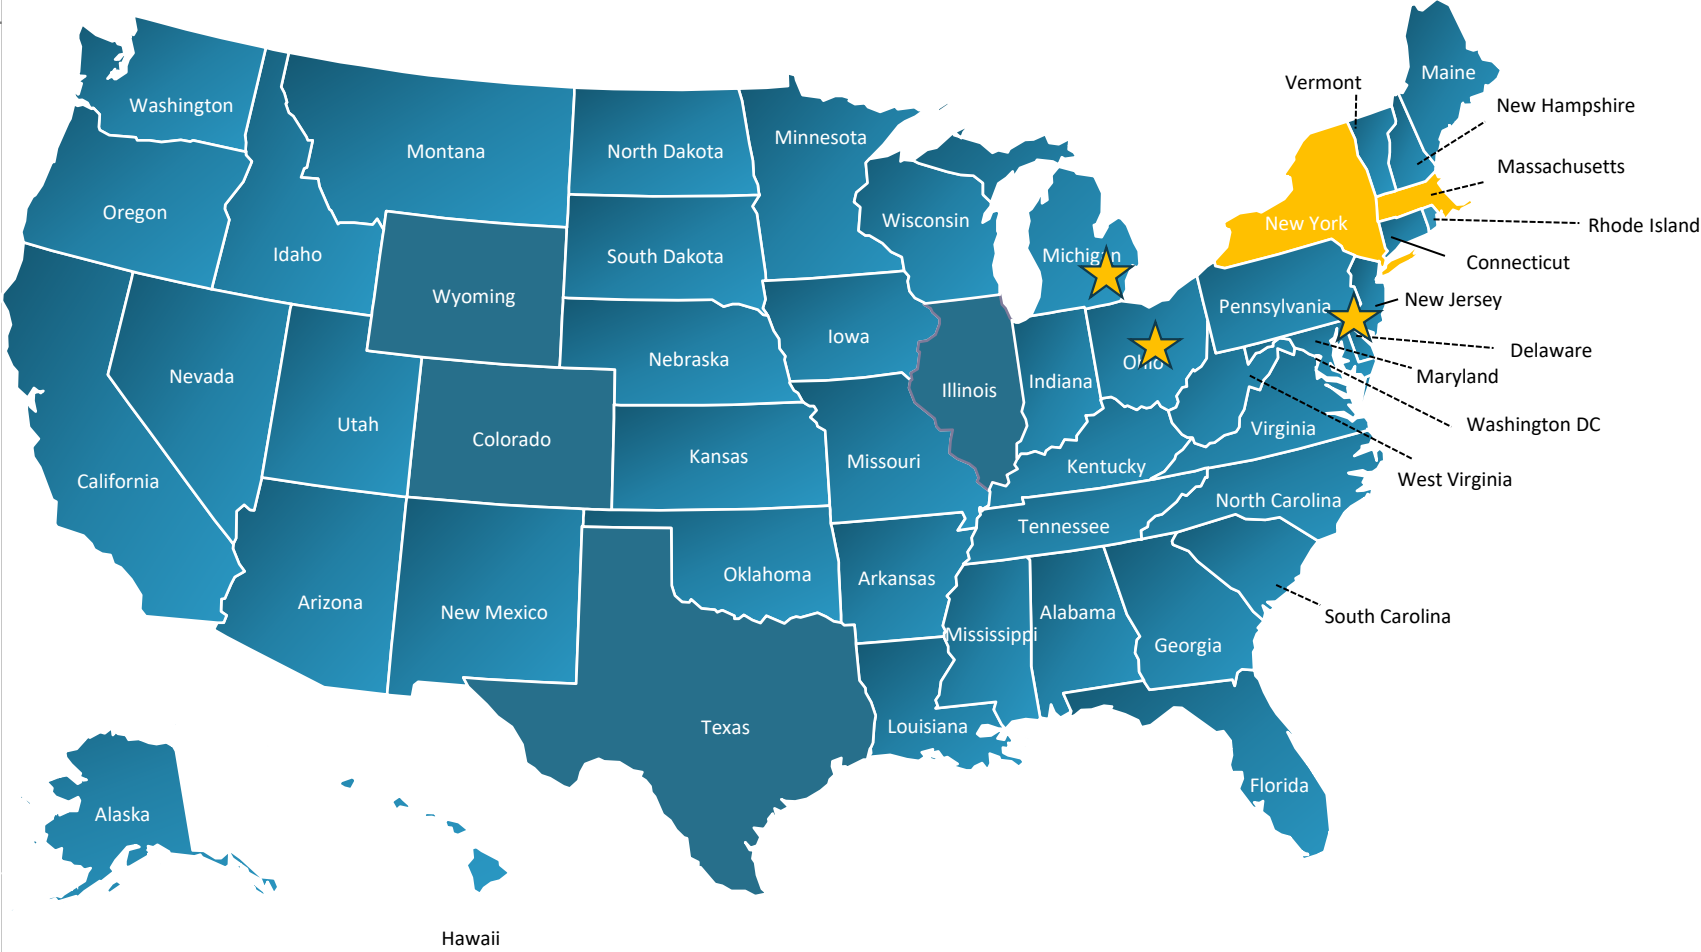 Maine
Vermont
Washington
New Hampshire
Minnesota
Montana
North Dakota
Massachusetts
Oregon
Wisconsin
New York
Rhode Island
Idaho
South Dakota
Michigan
Connecticut
Wyoming
New Jersey
Pennsylvania
Iowa
Delaware
Nebraska
Ohio
Nevada
Illinois
Indiana
Maryland
Utah
Colorado
Virginia
Washington DC
Kansas
Missouri
Kentucky
California
West Virginia
North Carolina
Tennessee
Oklahoma
Arkansas
Arizona
New Mexico
Alabama
South Carolina
Mississippi
Georgia
Texas
Louisiana
Florida
Alaska
Hawaii